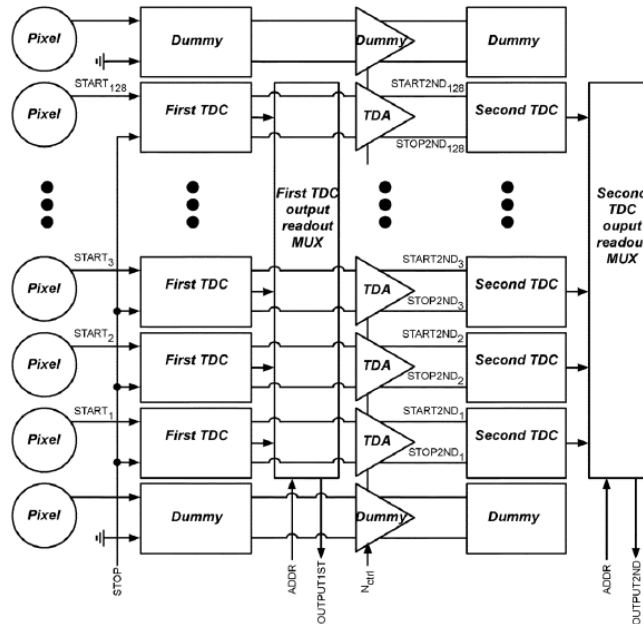 Pixel
Dummy
Dummy
Dummy
START128
START2ND128
Pixel
First TDC
TDA
Second TDC
STOP2ND128
First TDC
output
readout
MUX
Second
TDC
ouput
readout
MUX
START3
START2ND3
Pixel
First TDC
TDA
Second TDC
STOP2ND3
START2
START2ND2
Pixel
First TDC
TDA
Second TDC
STOP2ND2
START1
START2ND1
Pixel
First TDC
TDA
Second TDC
STOP2ND1
Pixel
Dummy
Dummy
Dummy
STOP
ADDR
OUTPUT1ST
Nctrl
ADDR
OUTPUT2ND